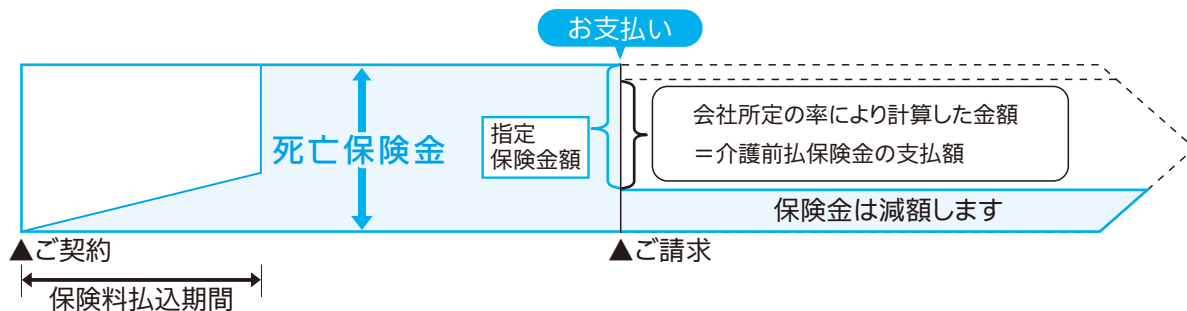 お支払い
死亡保険金
指定
保険金額
会社所定の率により計算した金額
＝介護前払保険金の支払額
保険金は減額します
▲ご契約
▲ご請求
保険料払込期間